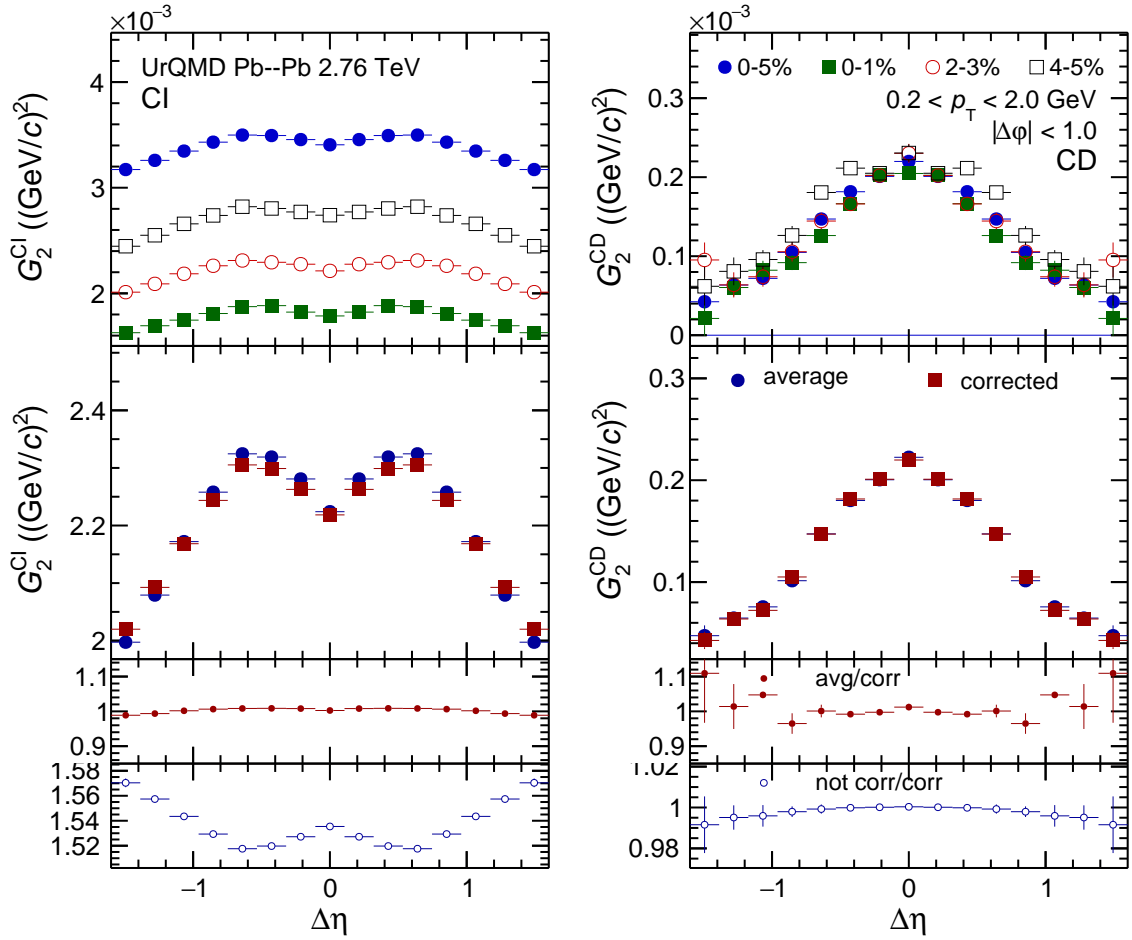 ×10⁻³
UrQMD Pb--Pb 2.76 TeV
CI
G₂^CI ((GeV/c)²)
4
3
2
×10⁻³
0-5% 0-1% 2-3% 4-5%
0.2 < p_T < 2.0 GeV
|Δφ| < 1.0
CD
G₂^CD ((GeV/c)²)
0.3
0.2
0.1
0
G₂^CI ((GeV/c)²)
2.4
2.2
2
average corrected
G₂^CD ((GeV/c)²)
0.3
0.2
0.1
1.1
1
0.9
avg/corr
1.1
1
0.9
1.58
1.56
1.54
1.52
not corr/corr
1.02
1
0.98
−1 0 1
Δη
−1 0 1
Δη